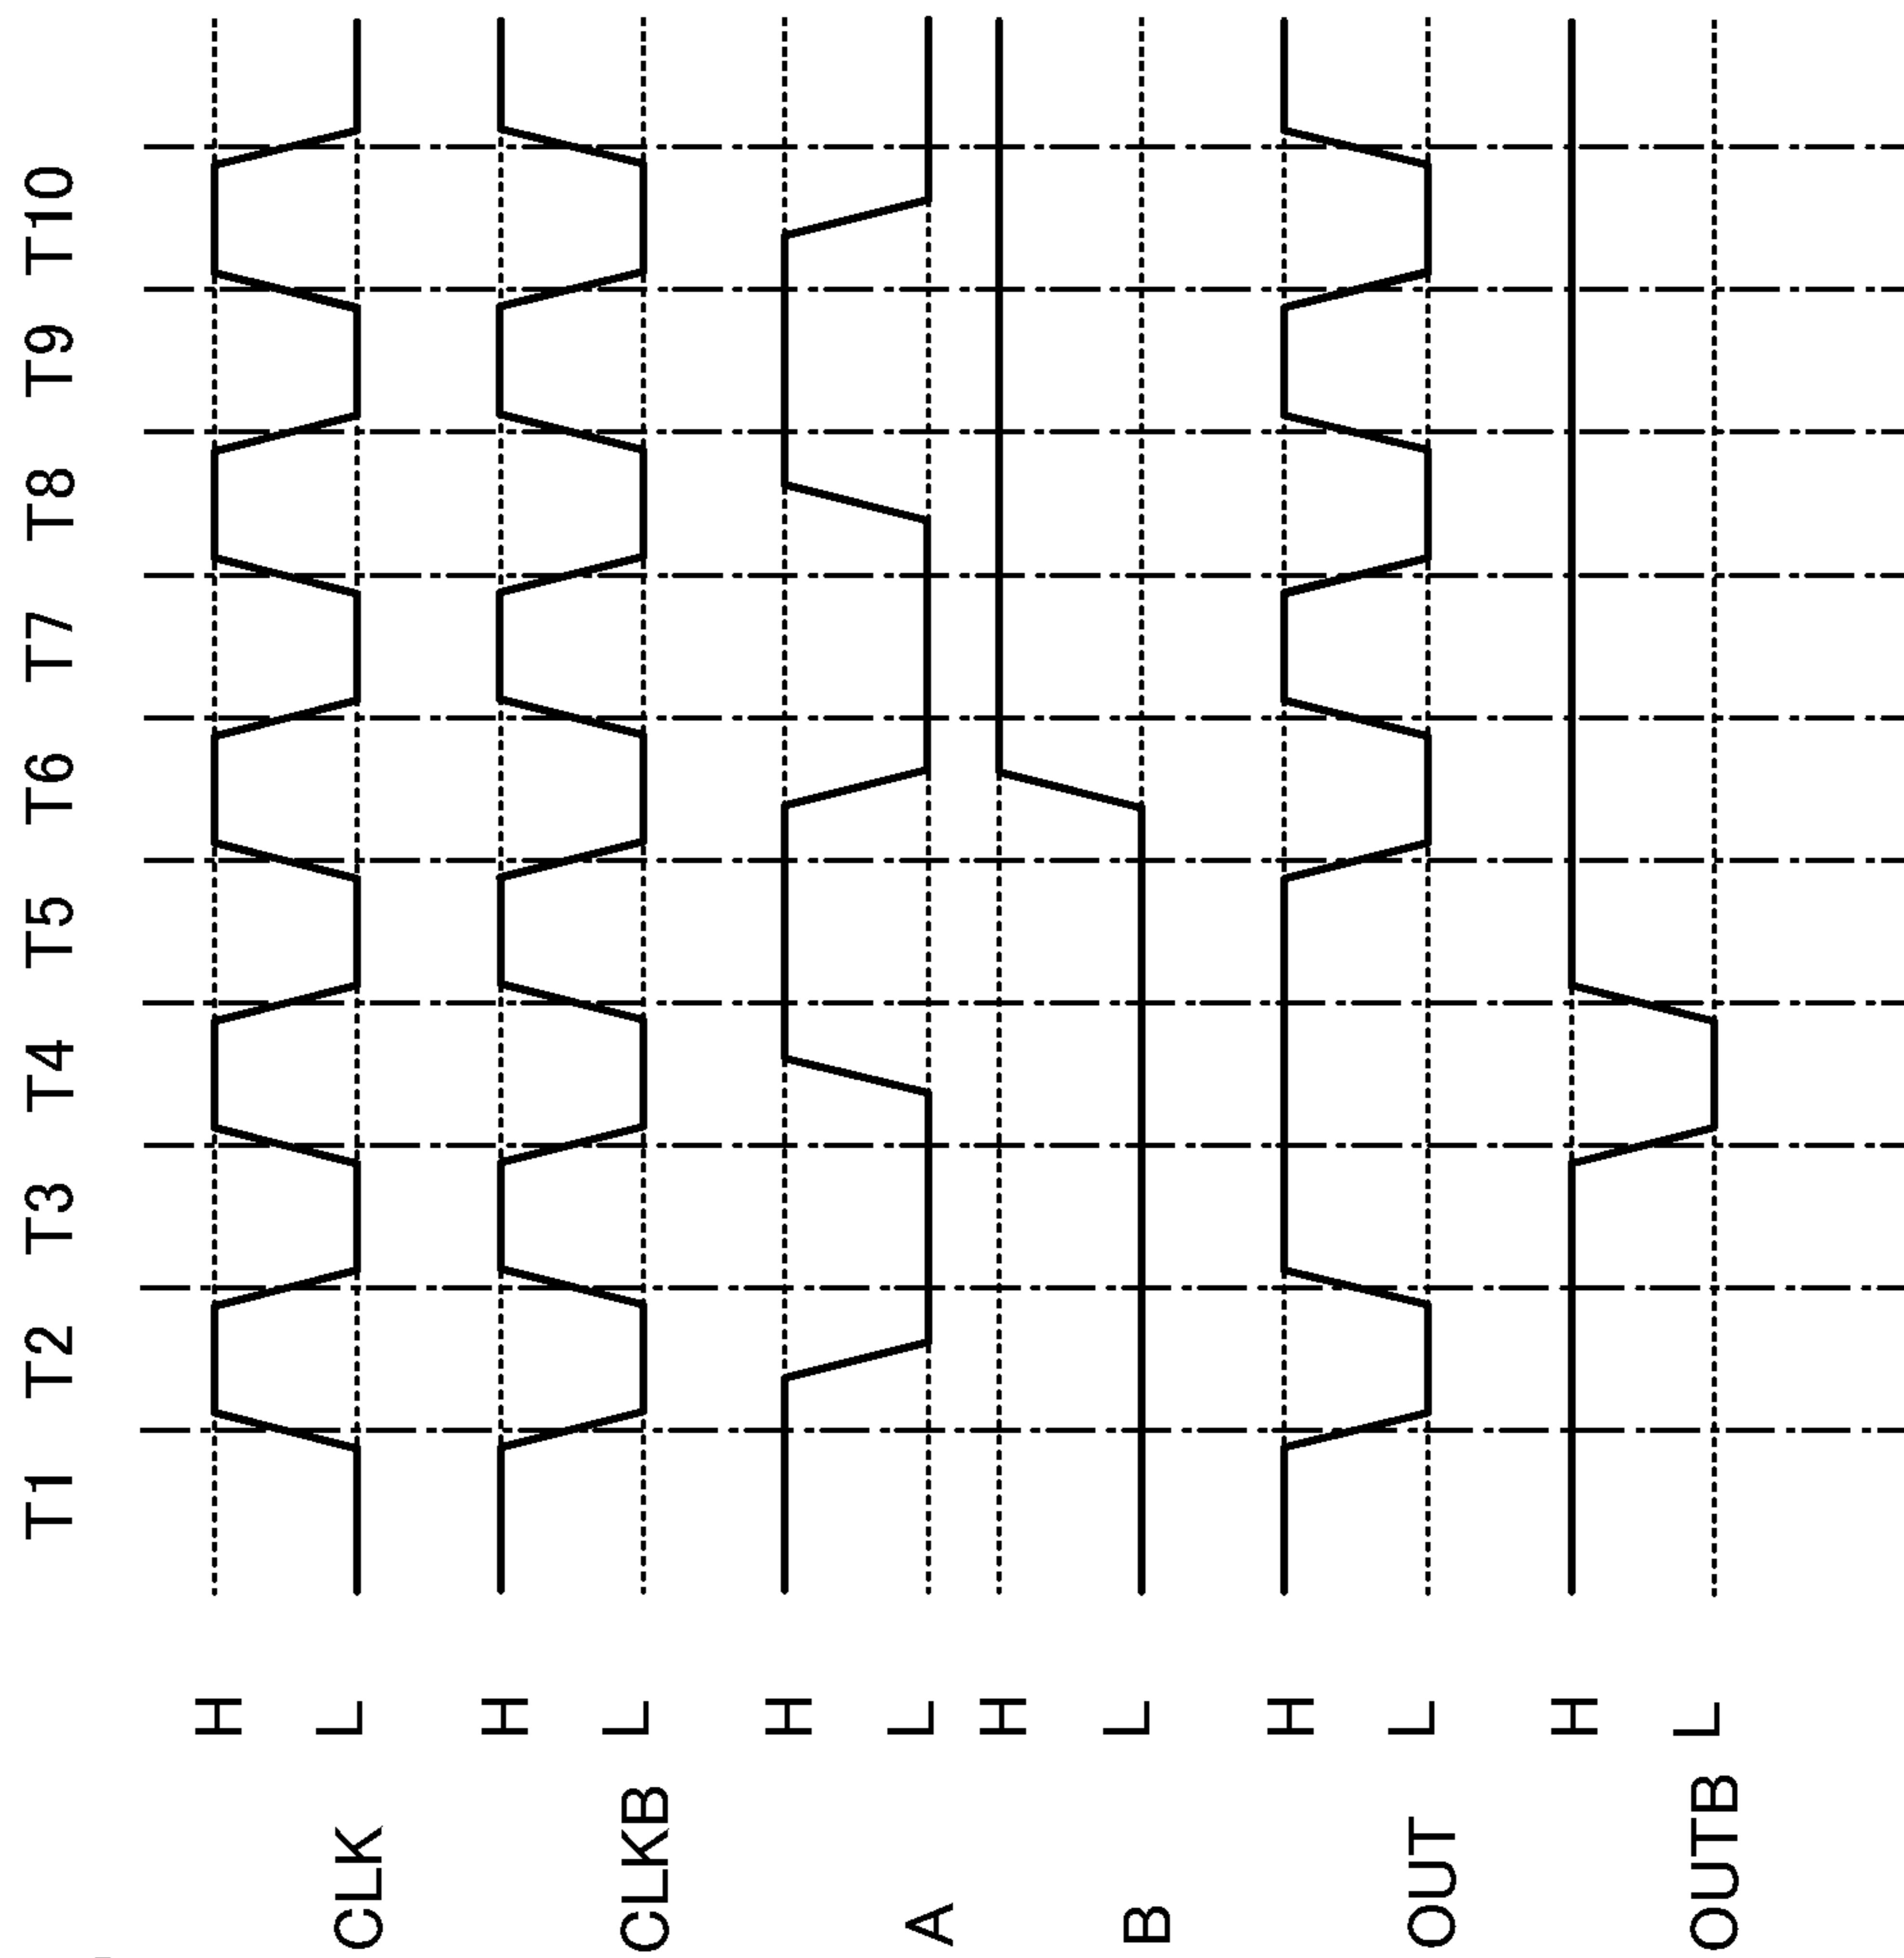 T1 T2 T3 T4 T5 T6 T7 T8 T9 T10
H
CLK L
H
CLKB L
H
A L
H
B L
H
OUT L
H
OUTB L